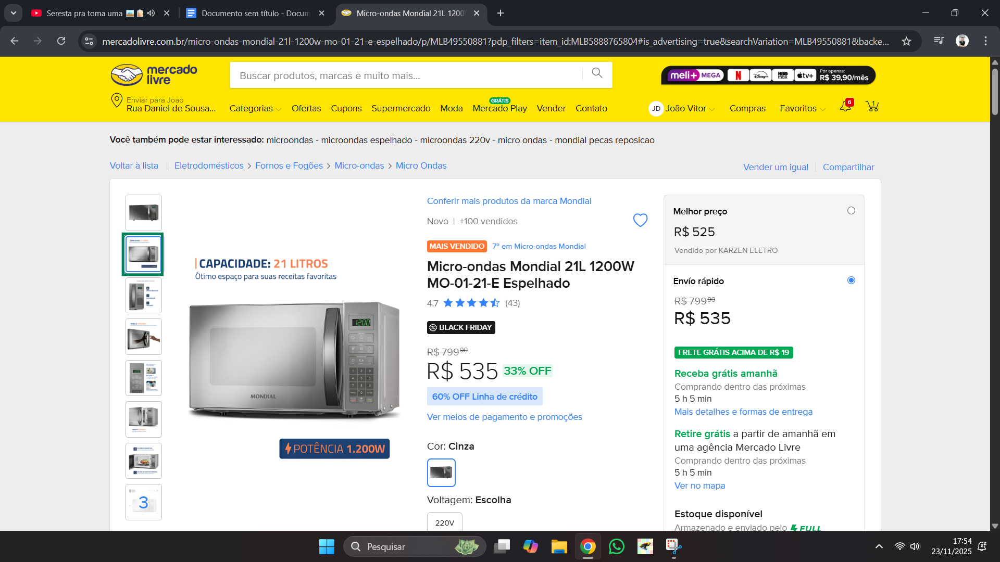 Seresta pra toma uma
Documento sem título - Docum
Micro-ondas Mondial 21L 1200
mercadolivre.com.br/micro-ondas-mondial-21l-1200w-mo-01-21-e-espelhado/p/MLB49550881?pdp_filters=item_id:MLB5888765804#is_advertising=true&searchVariation=MLB49550881&backe...
mercado
livre
Buscar produtos, marcas e muito mais...
meli+ MEGA
N
Disney+
HBO
max
tv+
Por apenas:
R$ 39,90/mês
Enviar para Joao
Rua Daniel de Sousa...
Categorias
Ofertas
Cupons
Supermercado
Moda
GRÁTIS
Mercado Play
Vender
Contato
JD
João Vitor
Compras
Favoritos
6
1
Você também pode estar interessado: microondas - microondas espelhado - microondas 220v - micro ondas - mondial pecas reposicao
Voltar à lista
Eletrodomésticos > Fornos e Fogões > Micro-ondas > Micro Ondas
Vender um igual
Compartilhar
3
CAPACIDADE: 21 LITROS
Ótimo espaço para suas receitas favoritas
1200
MONDIAL
1 2 3
4 5 6
7 8 9
0
POTÊNCIA 1.200W
Conferir mais produtos da marca Mondial
Novo | +100 vendidos
MAIS VENDIDO
7º em Micro-ondas Mondial
Micro-ondas Mondial 21L 1200W
MO-01-21-E Espelhado
4.7
(43)
BLACK FRIDAY
R$ 799 90
R$ 535 33% OFF
60% OFF Linha de crédito
Ver meios de pagamento e promoções
Cor: Cinza
Voltagem: Escolha
220V
Melhor preço
R$ 525
Vendido por KARZEN ELETRO
Envío rápido
R$ 799 90
R$ 535
FRETE GRÁTIS ACIMA DE R$ 19
Receba grátis amanhã
Comprando dentro das próximas
5 h 5 min
Mais detalhes e formas de entrega
Retire grátis a partir de amanhã em
uma agência Mercado Livre
Comprando dentro das próximas
5 h 5 min
Ver no mapa
Estoque disponível
Armazenado e enviado pelo FULL
Pesquisar
17:54
23/11/2025